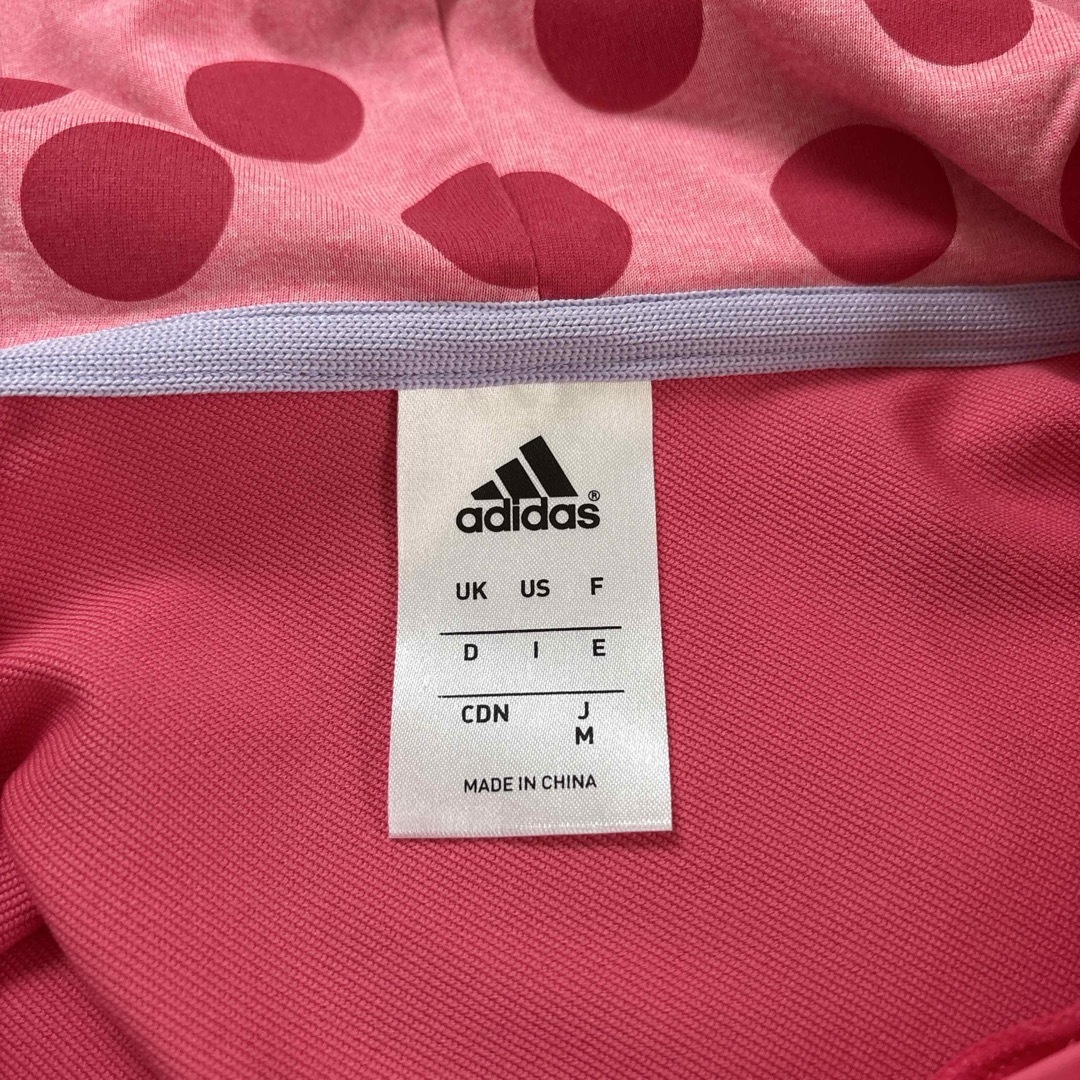 adidas®
UK US F
D I E
CDN J
M
MADE IN CHINA